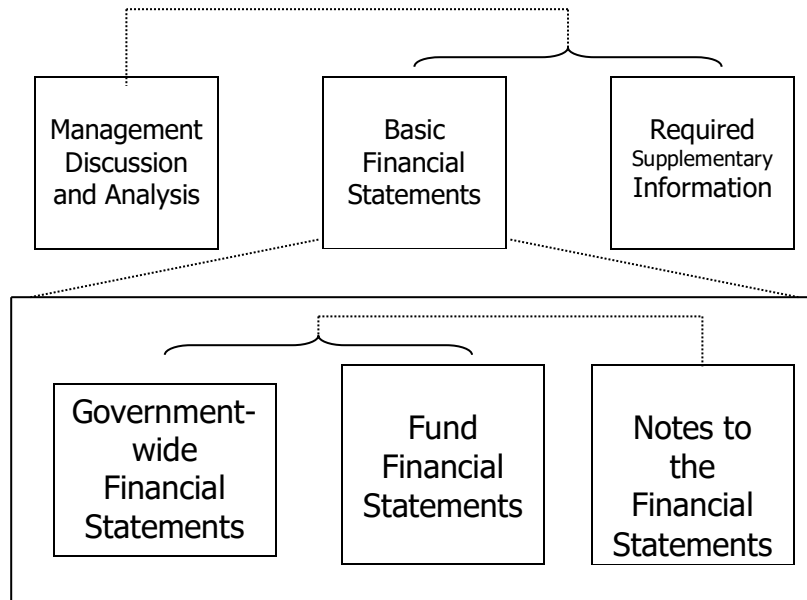 Management
Discussion
and Analysis
Basic
Financial
Statements
Required
Supplementary
Information
Government-
wide
Financial
Statements
Fund
Financial
Statements
Notes to
the
Financial
Statements